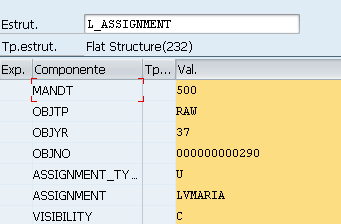 Estrut. L_ASSIGNMENT
Tp.estrut. Flat Structure(232)
Exp. Componente Tp... Val.
MANDT 500
OBJTP RAW
OBJYR 37
OBJNO 000000000290
ASSIGNMENT_TY... U
ASSIGNMENT LVMARIA
VISIBILITY C